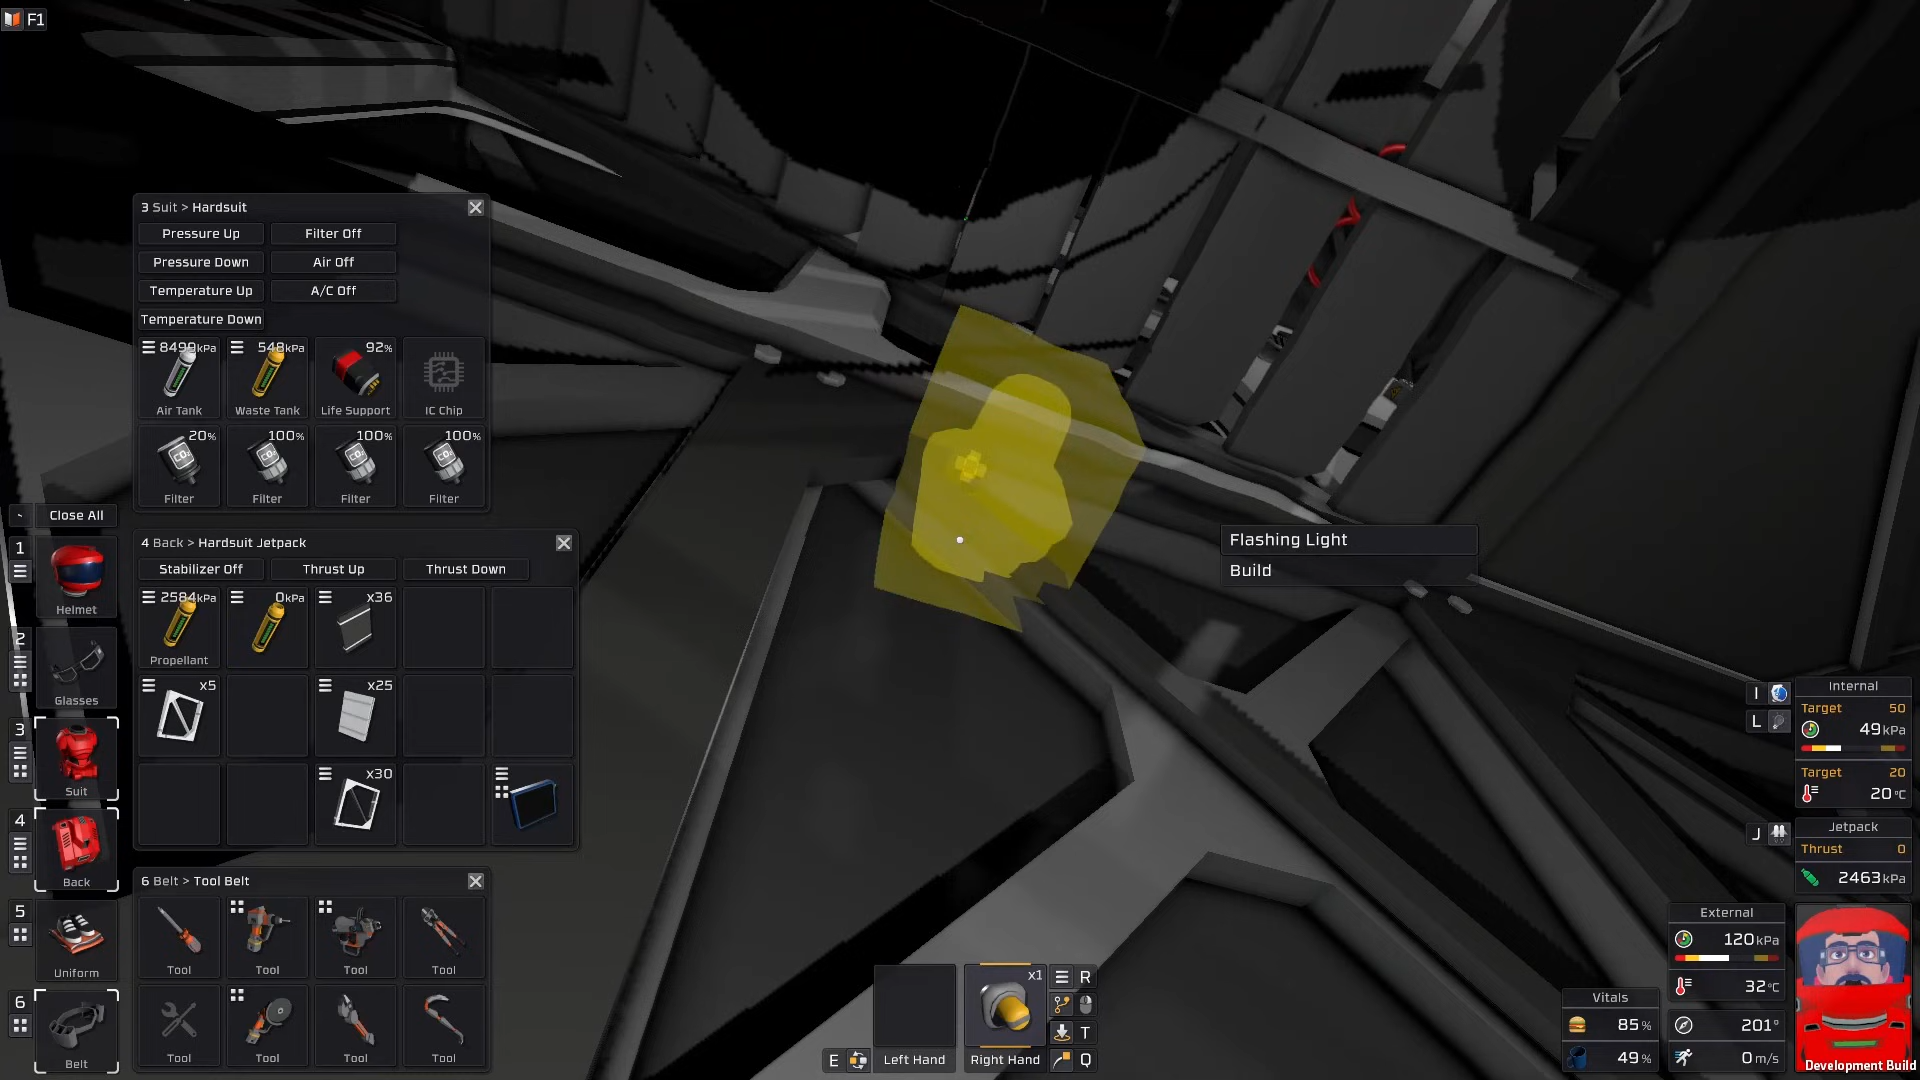 F1
3 Suit > Hardsuit
Pressure Up
Filter Off
Pressure Down
Air Off
Temperature Up
A/C Off
Temperature Down
8499kPa
548kPa
92%
Air Tank
Waste Tank
Life Support
IC Chip
20%
100%
100%
100%
CO₂
CO₂
CO₂
CO₂
Filter
Filter
Filter
Filter
~
Close All
4 Back > Hardsuit Jetpack
Stabilizer Off
Thrust Up
Thrust Down
2584kPa
0kPa
x36
Propellant
x5
x25
x30
1
Helmet
2
Glasses
3
Suit
4
Back
5
Uniform
6
Belt
6 Belt > Tool Belt
Tool
Tool
Tool
Tool
Tool
Tool
Tool
Tool
Flashing Light
Build
x1
R
T
E
Left Hand
Right Hand
Q
I
L
Internal
Target 50
49kPa
Target 20
20°C
J
Jetpack
Thrust 0
2463kPa
External
120kPa
32°C
Vitals
85%
201°
49%
0m/s
Development Build